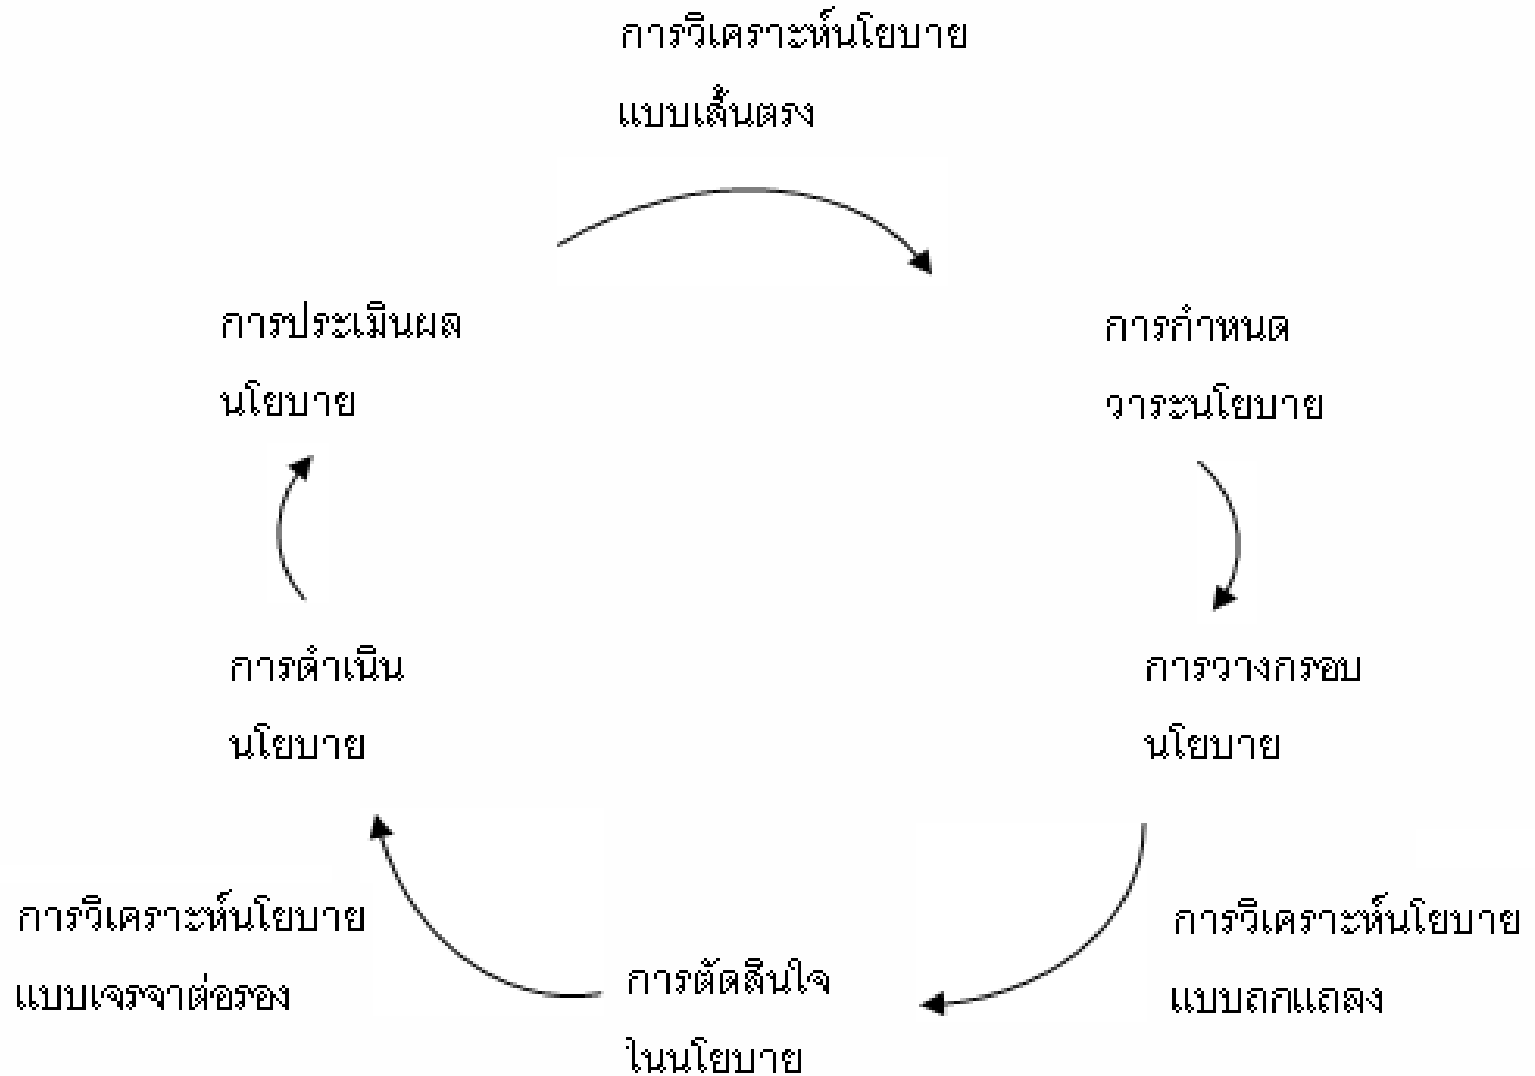 การวิเคราะห์นโยบาย
แบบเส้นตรง
การประเมินผล
นโยบาย
การกำหนด
วาระนโยบาย
การดำเนิน
นโยบาย
การวางกรอบ
นโยบาย
การวิเคราะห์นโยบาย
แบบเจรจาต่อรอง
การตัดสินใจ
ในนโยบาย
การวิเคราะห์นโยบาย
แบบถกแถลง